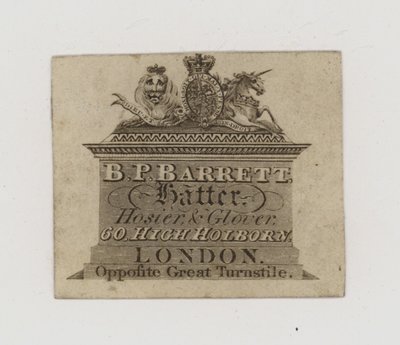 B. P. BARRETT,
Hatter,
Hosier, & Glover,
60, HIGH HOLBORN,
LONDON.
Oppoſite Great Turnstile.